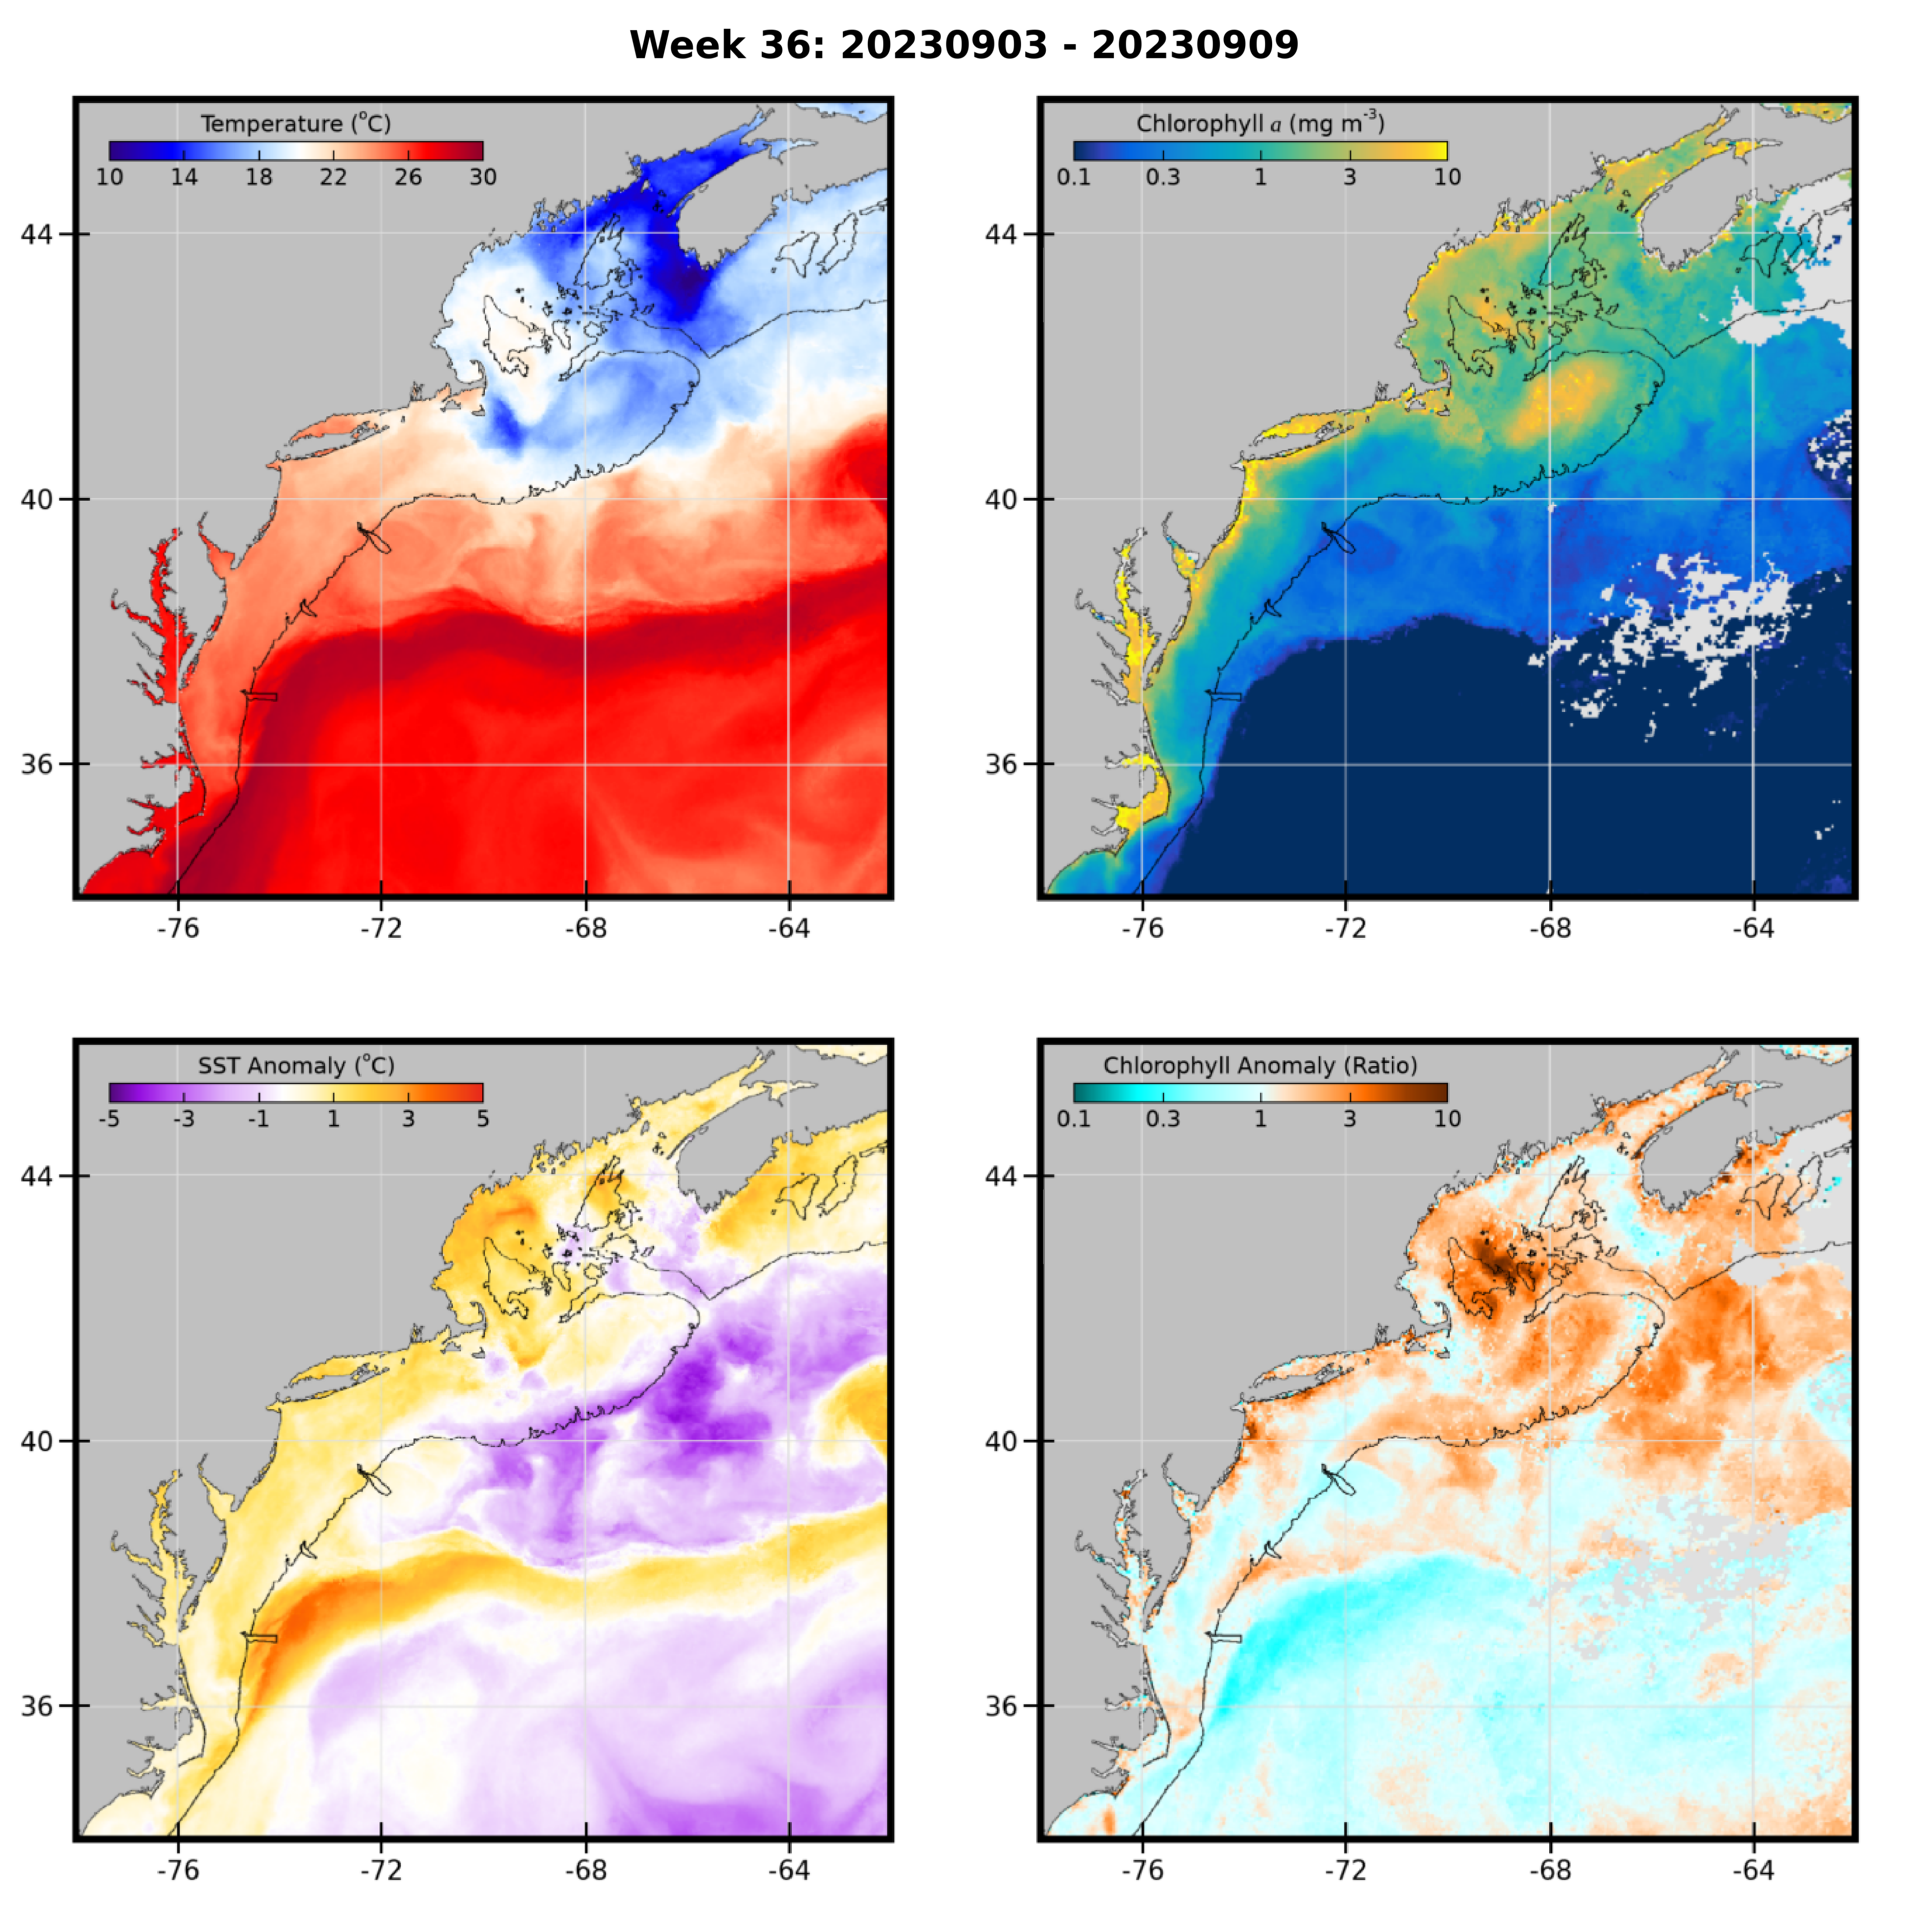 Week 36: 20230903 - 20230909
Temperature (°C)
10 14 18 22 26 30
44
40
36
-76 -72 -68 -64
Chlorophyll a (mg m⁻³)
0.1 0.3 1 3 10
44
40
36
-76 -72 -68 -64
SST Anomaly (°C)
-5 -3 -1 1 3 5
44
40
36
-76 -72 -68 -64
Chlorophyll Anomaly (Ratio)
0.1 0.3 1 3 10
44
40
36
-76 -72 -68 -64